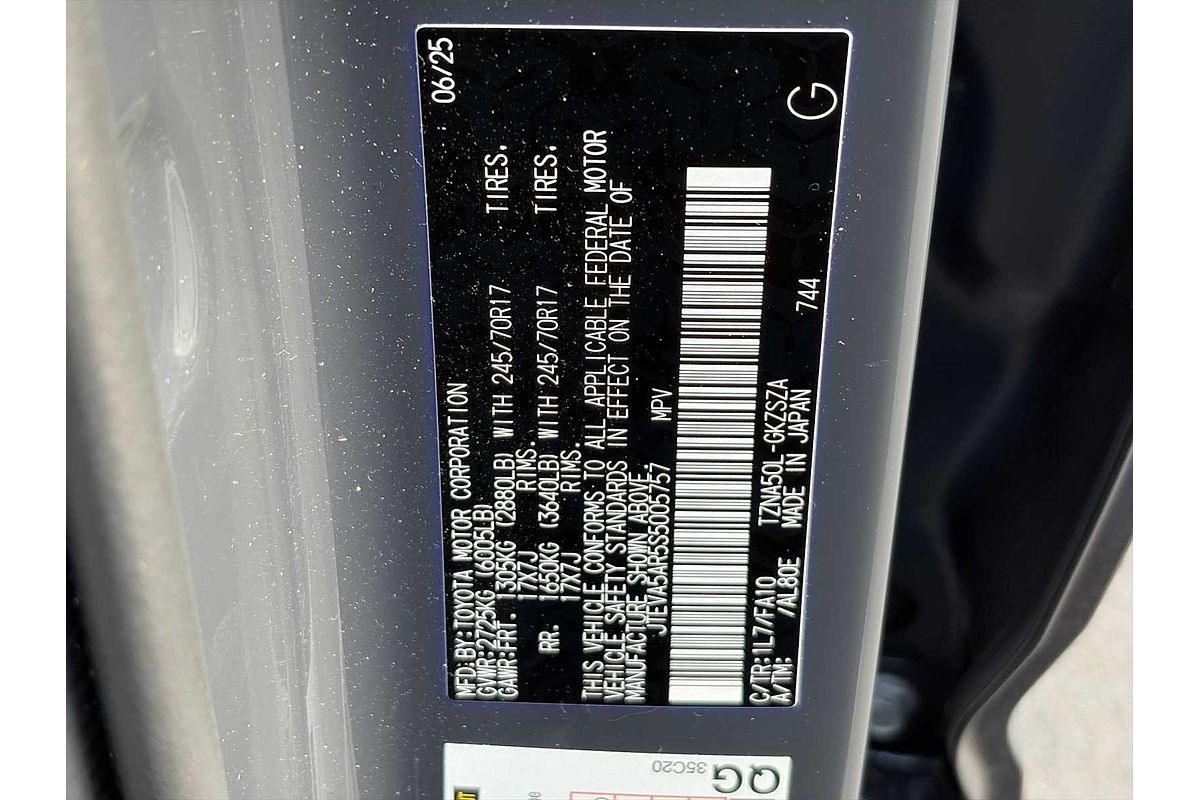 MFD. BY: TOYOTA MOTOR CORPORATION 06/25
GVWR: 2725KG (6005LB)
GAWR: FRT. 1305KG (2880LB) WITH 245/70R17 TIRES.
17X7J RIMS.
RR. 1650KG (3640LB) WITH 245/70R17 TIRES.
17X7J RIMS.
THIS VEHICLE CONFORMS TO ALL APPLICABLE FEDERAL MOTOR
VEHICLE SAFETY STANDARDS IN EFFECT ON THE DATE OF
MANUFACTURE SHOWN ABOVE.
JTEVA5AR5S5005757 MPV
C/TR: 1L7/FA10 TZNA50L-GKZSZA 744
A/TM: /AL80E MADE IN JAPAN
G
QG
35C20